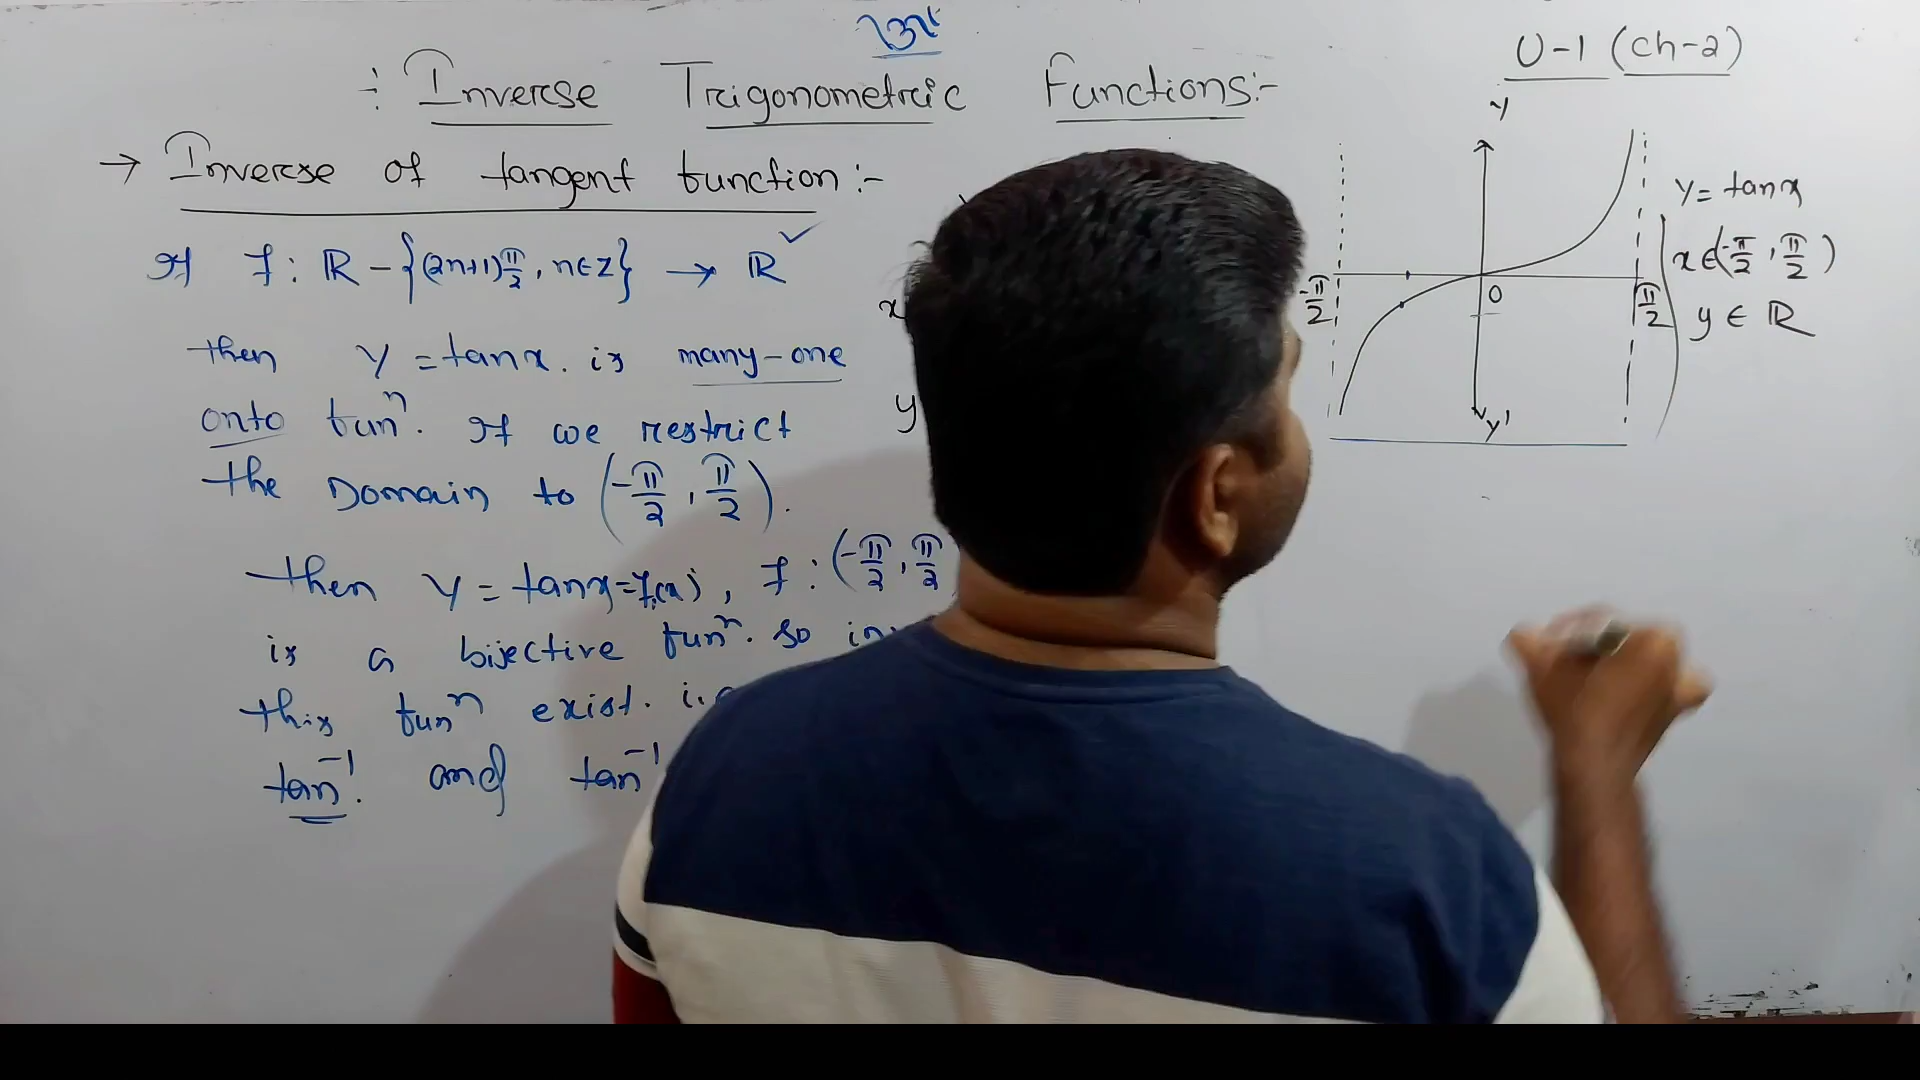 U-1 (Ch-2)
:- Inverse Trigonometric Functions:-
→ Inverse of tangent function :-
If f : ℝ - {(2n+1)π/2, n∈Z} → ℝ ✓
then y = tanx. is many-one
onto funⁿ. If we restrict
the Domain to (-π/2, π/2).
then y = tanx = f(x), f : (-π/2, π/2
is a bijective funⁿ. so
this funⁿ exist.
tan⁻¹. and tan⁻¹
x
y
Y
-π/2
O
π/2
Y'
y = tanx
x∈(-π/2, π/2)
y ∈ ℝ